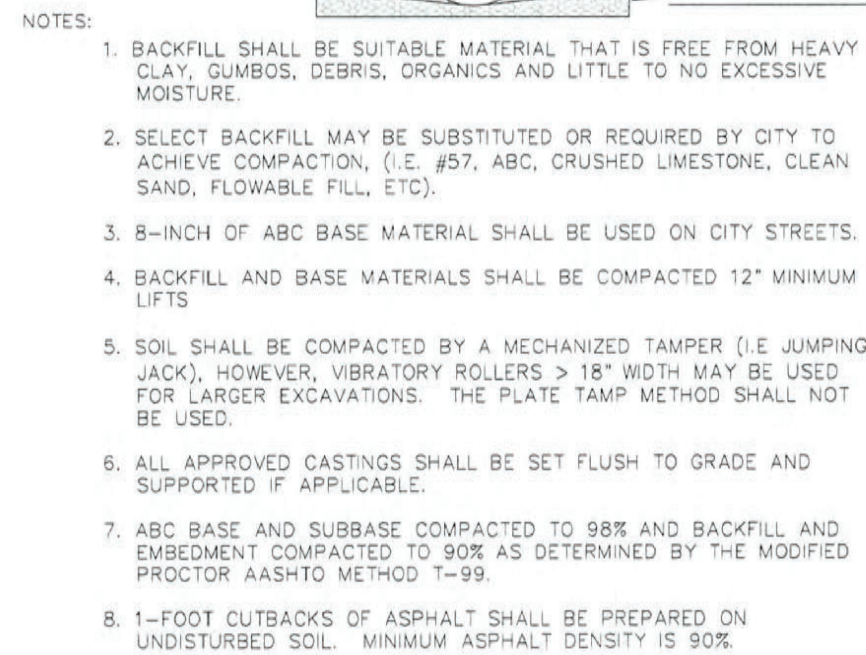 NOTES:
1. BACKFILL SHALL BE SUITABLE MATERIAL THAT IS FREE FROM HEAVY
CLAY, GUMBOS, DEBRIS, ORGANICS AND LITTLE TO NO EXCESSIVE
MOISTURE.
2. SELECT BACKFILL MAY BE SUBSTITUTED OR REQUIRED BY CITY TO
ACHIEVE COMPACTION, (I.E. #57, ABC, CRUSHED LIMESTONE, CLEAN
SAND, FLOWABLE FILL, ETC).
3. 8-INCH OF ABC BASE MATERIAL SHALL BE USED ON CITY STREETS.
4. BACKFILL AND BASE MATERIALS SHALL BE COMPACTED 12" MINIMUM
LIFTS
5. SOIL SHALL BE COMPACTED BY A MECHANIZED TAMPER (I.E JUMPING
JACK), HOWEVER, VIBRATORY ROLLERS > 18" WIDTH MAY BE USED
FOR LARGER EXCAVATIONS. THE PLATE TAMP METHOD SHALL NOT
BE USED.
6. ALL APPROVED CASTINGS SHALL BE SET FLUSH TO GRADE AND
SUPPORTED IF APPLICABLE.
7. ABC BASE AND SUBBASE COMPACTED TO 98% AND BACKFILL AND
EMBEDMENT COMPACTED TO 90% AS DETERMINED BY THE MODIFIED
PROCTOR AASHTO METHOD T-99.
8. 1-FOOT CUTBACKS OF ASPHALT SHALL BE PREPARED ON
UNDISTURBED SOIL. MINIMUM ASPHALT DENSITY IS 90%.